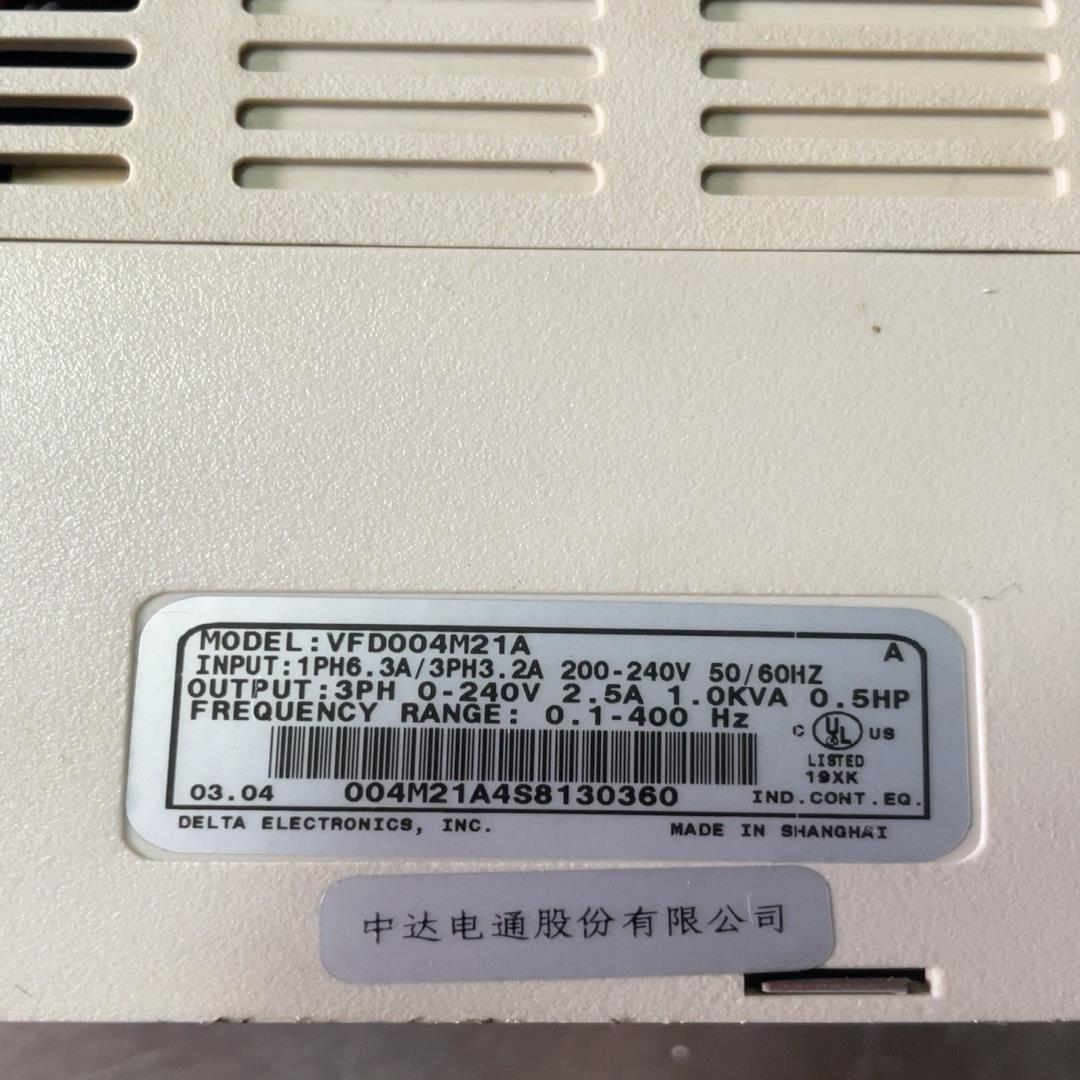 MODEL:VFD004M21A
A
INPUT:1PH6.3A/3PH3.2A 200-240V 50/60HZ
OUTPUT:3PH 0-240V 2.5A 1.0KVA 0.5HP
FREQUENCY RANGE: 0.1-400 Hz
C UL US
LISTED
19XK
03.04
004M21A4S8130360
IND.CONT.EQ.
DELTA ELECTRONICS, INC.
MADE IN SHANGHAI
中达电通股份有限公司